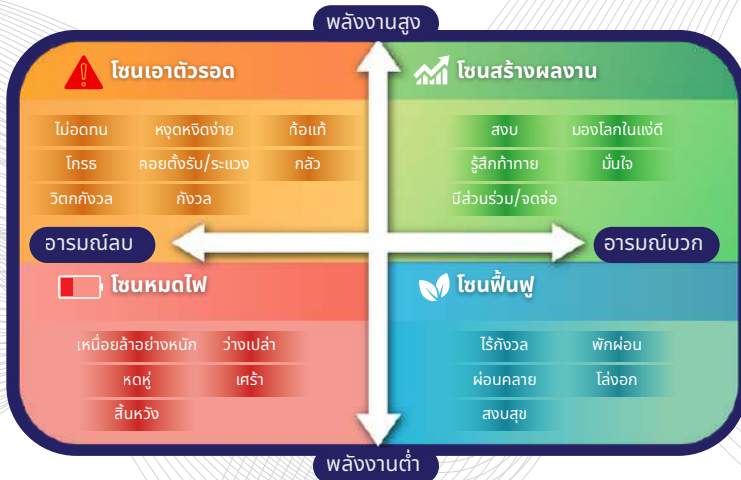 พลังงานสูง
โซนเอาตัวรอด
ไม่อดทน หงุดหงิดง่าย ท้อแท้
โกรธ คอยตั้งรับ/ระแวง กลัว
วิตกกังวล กังวล
โซนสร้างผลงาน
สงบ มองโลกในแง่ดี
รู้สึกท้าทาย มั่นใจ
มีส่วนร่วม/จดจ่อ
อารมณ์ลบ
อารมณ์บวก
โซนหมดไฟ
เหนื่อยล้าอย่างหนัก ว่างเปล่า
หดหู่ เศร้า
สิ้นหวัง
โซนฟื้นฟู
ไร้กังวล พักผ่อน
ผ่อนคลาย โล่งอก
สงบสุข
พลังงานต่ำ